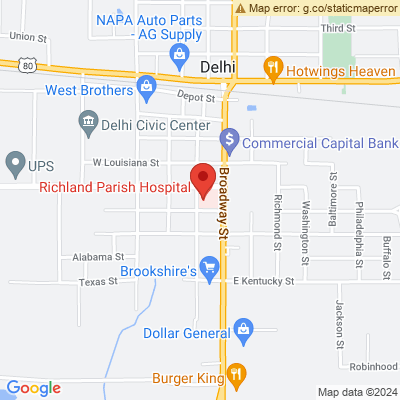 Map error: g.co/staticmaperror
NAPA Auto Parts -
AG Supply
Union St
Third St
80
Delhi
Hotwings Heaven
West Brothers
Depot St
Delhi Civic Center
Commercial Capital Bank
UPS
W Louisiana St
Richland Parish Hospital
Broadway St
Richmond St
Washington St
Baltimore St
Philadelphia St
Buffalo St
Alabama St
Brookshire's
Texas St
E Kentucky St
Jackson St
Dollar General
Robinhood
Burger King
Google
Map data ©2024